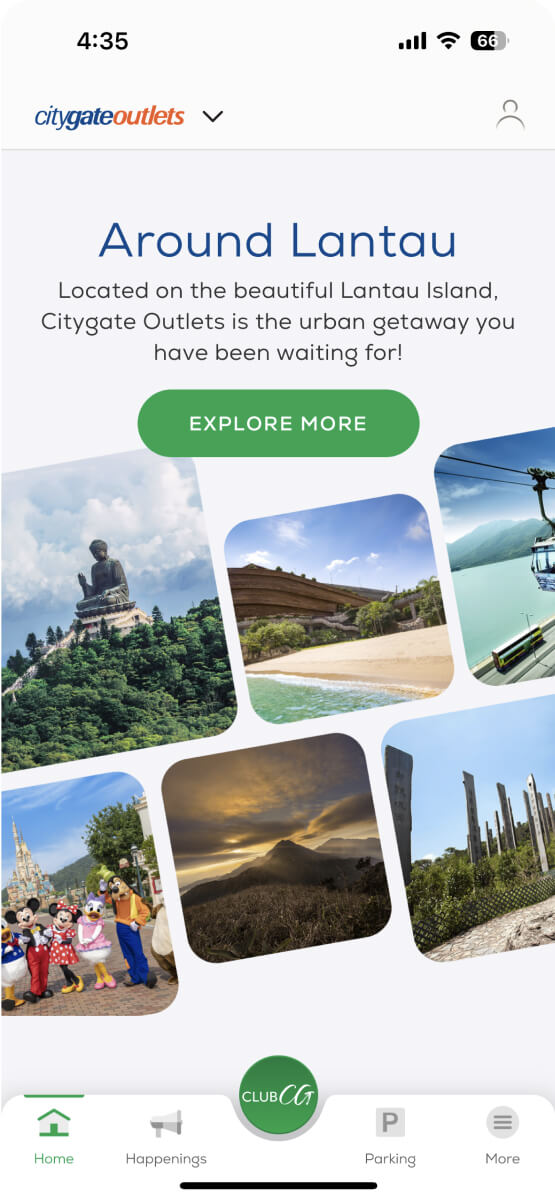 4:35
66
citygateoutlets
Around Lantau
Located on the beautiful Lantau Island,
Citygate Outlets is the urban getaway you
have been waiting for!
EXPLORE MORE
CLUB CG
Home
Happenings
P
Parking
More